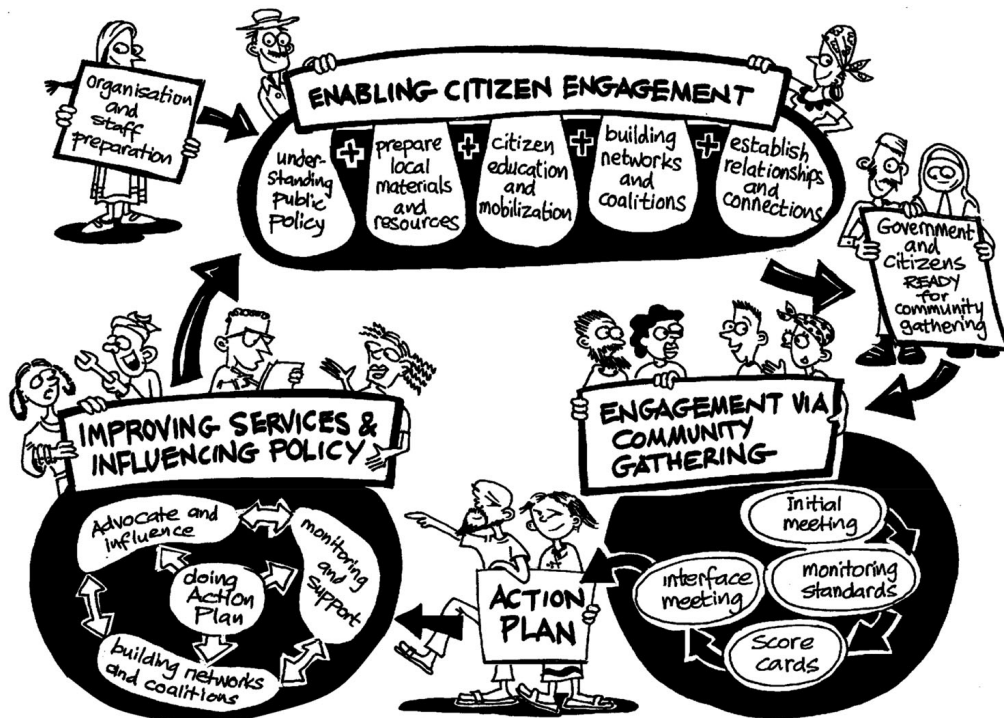 Organisation
and
staff
preparation
ENABLING CITIZEN ENGAGEMENT
under-
standing
public
policy
+
prepare
local
materials
and
resources
+
citizen
education
and
mobilization
+
building
networks
and
coalitions
+
establish
relationships
and
connections
Government
and
Citizens
READY
for
community
gathering
ENGAGEMENT VIA
COMMUNITY
GATHERING
Initial
meeting
monitoring
standards
Score
cards
interface
meeting
ACTION
PLAN
IMPROVING SERVICES &
INFLUENCING POLICY
Advocate and
influence
monitoring
and
support
doing
Action
Plan
building networks
and coalitions